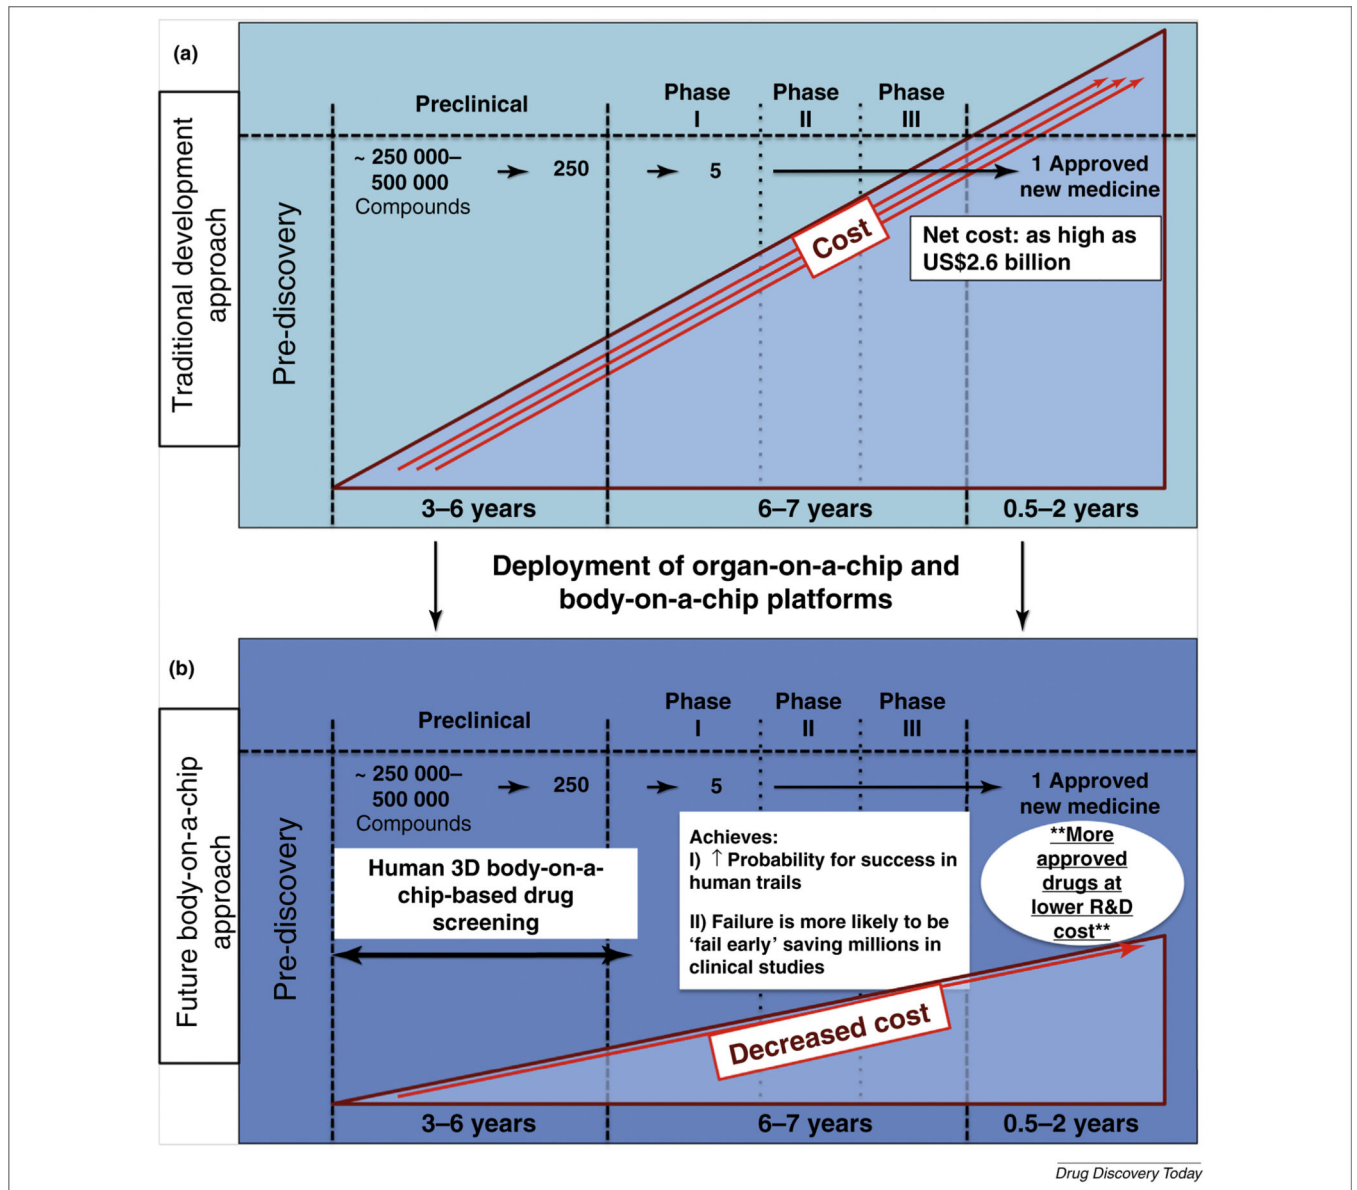 (a)
Traditional development
approach
Pre-discovery
Preclinical
Phase
I
Phase
II
Phase
III
~ 250 000–
500 000
Compounds
250
5
1 Approved
new medicine
Cost
Net cost: as high as
US$2.6 billion
3–6 years
6–7 years
0.5–2 years
Deployment of organ-on-a-chip and
body-on-a-chip platforms
(b)
Future body-on-a-chip
approach
Pre-discovery
Preclinical
Phase
I
Phase
II
Phase
III
~ 250 000–
500 000
Compounds
250
5
1 Approved
new medicine
Human 3D body-on-a-
chip-based drug
screening
Achieves:
I) ↑ Probability for success in
human trails
II) Failure is more likely to be
‘fail early’ saving millions in
clinical studies
**More
approved
drugs at
lower R&D
cost**
Decreased cost
3–6 years
6–7 years
0.5–2 years
Drug Discovery Today